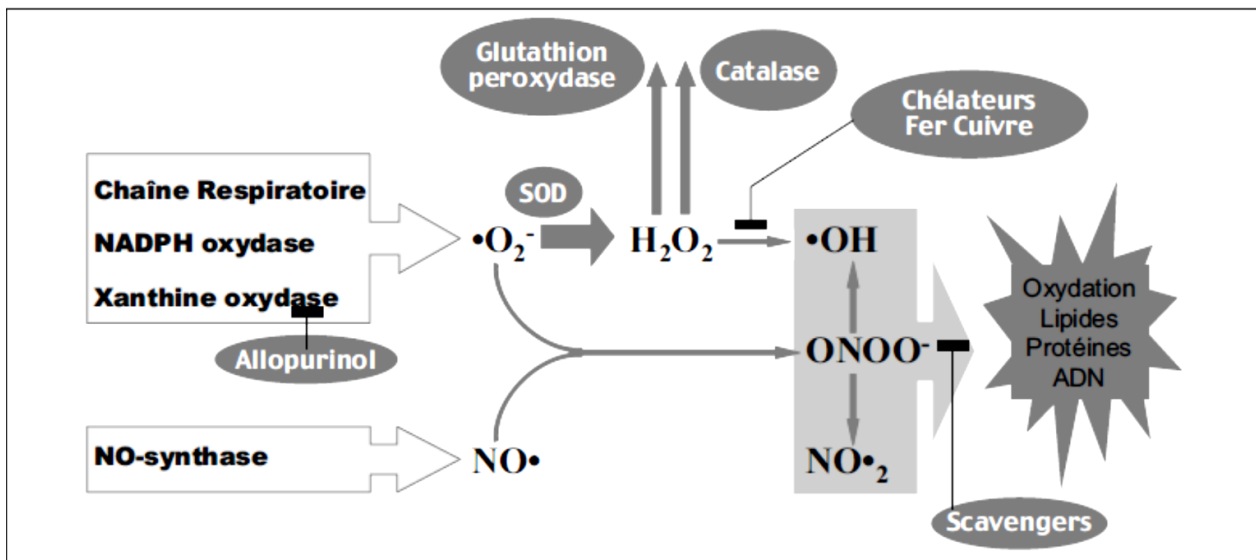 Glutathion
peroxydase
Catalase
Chélateurs
Fer Cuivre
Chaîne Respiratoire
NADPH oxydase
Xanthine oxydase
Allopurinol
SOD
•O₂⁻
H₂O₂
•OH
ONOO⁻
NO•₂
Oxydation
Lipides
Protéines
ADN
NO-synthase
NO•
Scavengers